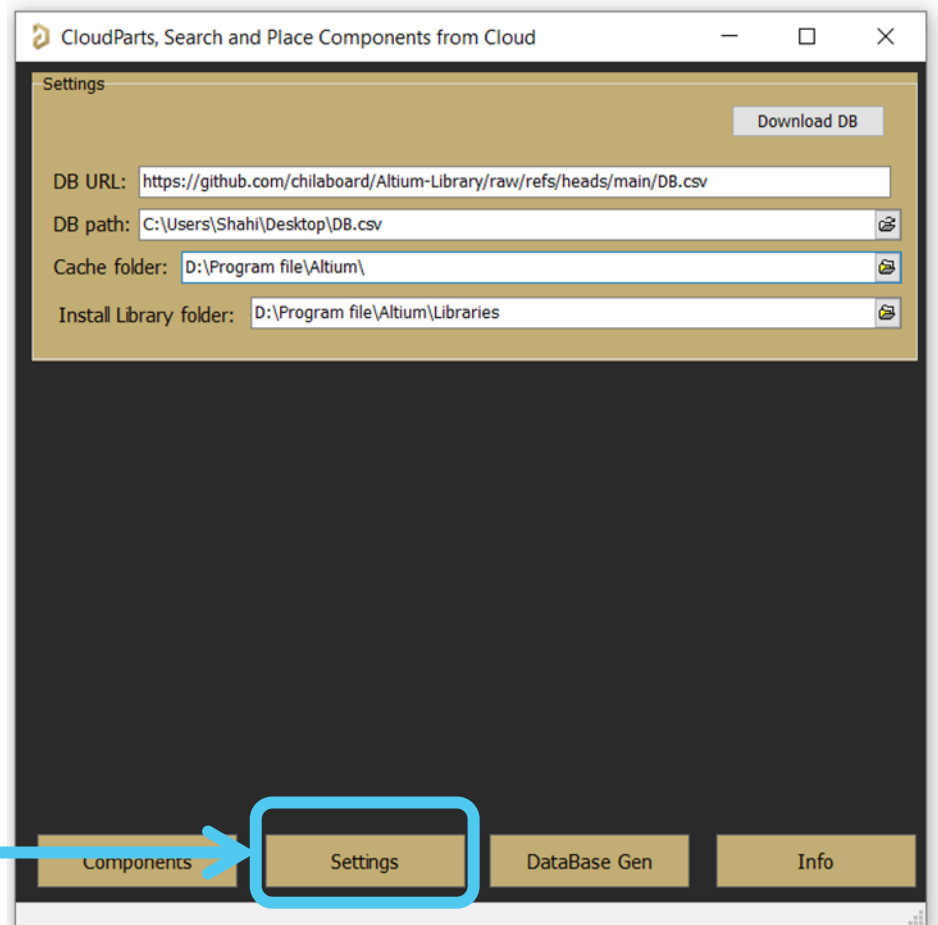 CloudParts, Search and Place Components from Cloud
Settings
Download DB
DB URL: https://github.com/chilaboard/Altium-Library/raw/refs/heads/main/DB.csv
DB path: C:\Users\Shahi\Desktop\DB.csv
Cache folder: D:\Program file\Altium\
Install Library folder: D:\Program file\Altium\Libraries
Components Settings DataBase Gen Info